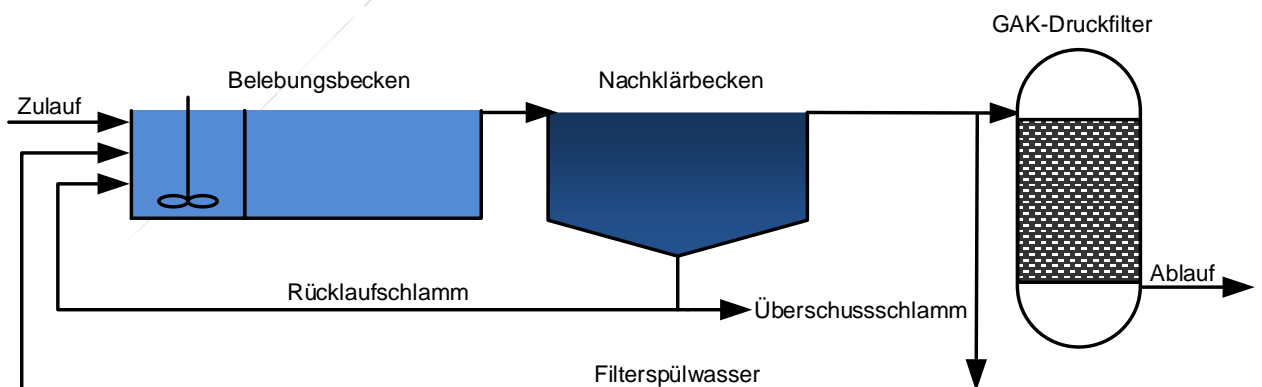 GAK-Druckfilter
Belebungsbecken
Nachklärbecken
Zulauf
Ablauf
Rücklaufschlamm
Überschussschlamm
Filterspülwasser